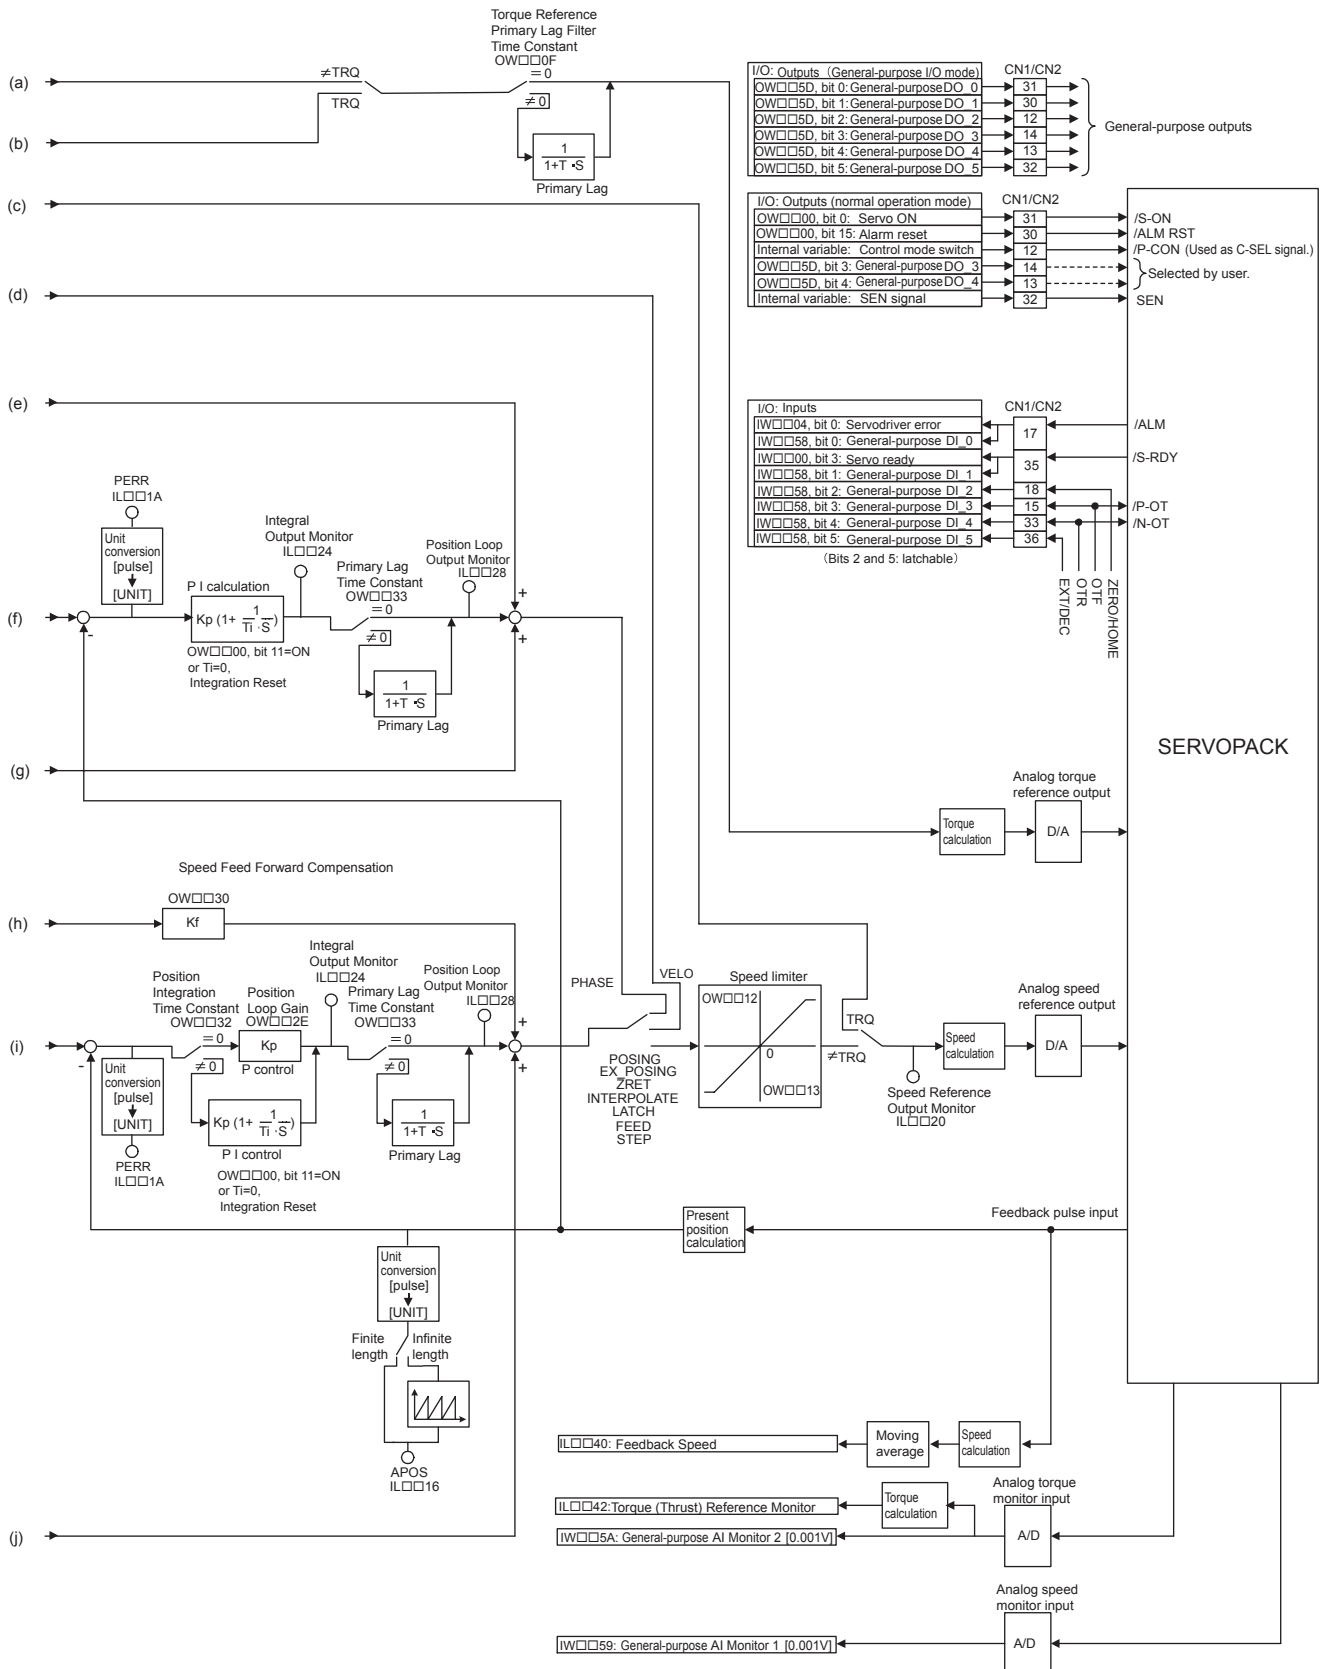 Torque Reference
Primary Lag Filter
Time Constant
OW□□0F
(a)
≠TRQ
TRQ
=0
≠0
(b)
1
1+T ▪S
Primary Lag
I/O: Outputs (General-purpose I/O mode)
CN1/CN2
OW□□5D, bit 0: General-purpose DO_0
31
OW□□5D, bit 1: General-purpose DO_1
30
OW□□5D, bit 2: General-purpose DO_2
12
OW□□5D, bit 3: General-purpose DO_3
14
OW□□5D, bit 4: General-purpose DO_4
13
OW□□5D, bit 5: General-purpose DO_5
32
General-purpose outputs
(c)
I/O: Outputs (normal operation mode)
CN1/CN2
OW□□00, bit 0: Servo ON
31
/S-ON
OW□□00, bit 15: Alarm reset
30
/ALM RST
Internal variable: Control mode switch
12
/P-CON (Used as C-SEL signal.)
OW□□5D, bit 3: General-purpose DO_3
14
OW□□5D, bit 4: General-purpose DO_4
13
Selected by user.
Internal variable: SEN signal
32
SEN
(d)
(e)
I/O: Inputs
CN1/CN2
IW□□04, bit 0: Servodriver error
IW□□58, bit 0: General-purpose DI_0
17
/ALM
IW□□00, bit 3: Servo ready
IW□□58, bit 1: General-purpose DI_1
35
/S-RDY
IW□□58, bit 2: General-purpose DI_2
18
IW□□58, bit 3: General-purpose DI_3
15
/P-OT
IW□□58, bit 4: General-purpose DI_4
33
/N-OT
IW□□58, bit 5: General-purpose DI_5
36
(Bits 2 and 5: latchable)
EXT/DEC
OTR
OTF
ZERO/HOME
PERR
IL□□1A
Unit
conversion
[pulse]
[UNIT]
P I calculation
Kp (1+ 1
Ti ·S)
OW□□00, bit 11=ON
or Ti=0,
Integration Reset
Integral
Output Monitor
IL□□24
Primary Lag
Time Constant
OW□□33
=0
≠0
1
1+T ▪S
Primary Lag
Position Loop
Output Monitor
IL□□28
+
+
(f)
-
(g)
SERVOPACK
Analog torque
reference output
Torque
calculation
D/A
Speed Feed Forward Compensation
(h)
OW□□30
Kf
(i)
-
Position
Integration
Time Constant
OW□□32
=0
≠0
Position
Loop Gain
OW□□2E
Kp
P control
Kp (1+ 1
Ti ·S)
P I control
OW□□00, bit 11=ON
or Ti=0,
Integration Reset
Unit
conversion
[pulse]
[UNIT]
PERR
IL□□1A
Integral
Output Monitor
IL□□24
Primary Lag
Time Constant
OW□□33
=0
≠0
1
1+T ▪S
Primary Lag
Position Loop
Output Monitor
IL□□28
+
+
PHASE
VELO
POSING
EX_POSING
ZRET
INTERPOLATE
LATCH
FEED
STEP
Speed limiter
OW□□12
0
OW□□13
TRQ
≠TRQ
Speed Reference
Output Monitor
IL□□20
Speed
calculation
Analog speed
reference output
D/A
Present
position
calculation
Feedback pulse input
Unit
conversion
[pulse]
[UNIT]
Finite
length
Infinite
length
APOS
IL□□16
IL□□40: Feedback Speed
Moving
average
Speed
calculation
IL□□42:Torque (Thrust) Reference Monitor
Torque
calculation
Analog torque
monitor input
A/D
(j)
IW□□5A: General-purpose AI Monitor 2 [0.001V]
Analog speed
monitor input
IW□□59: General-purpose AI Monitor 1 [0.001V]
A/D